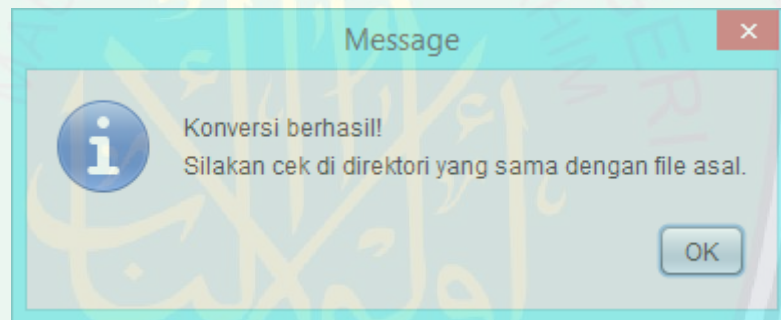 Message
Konversi berhasil!
Silakan cek di direktori yang sama dengan file asal.
OK